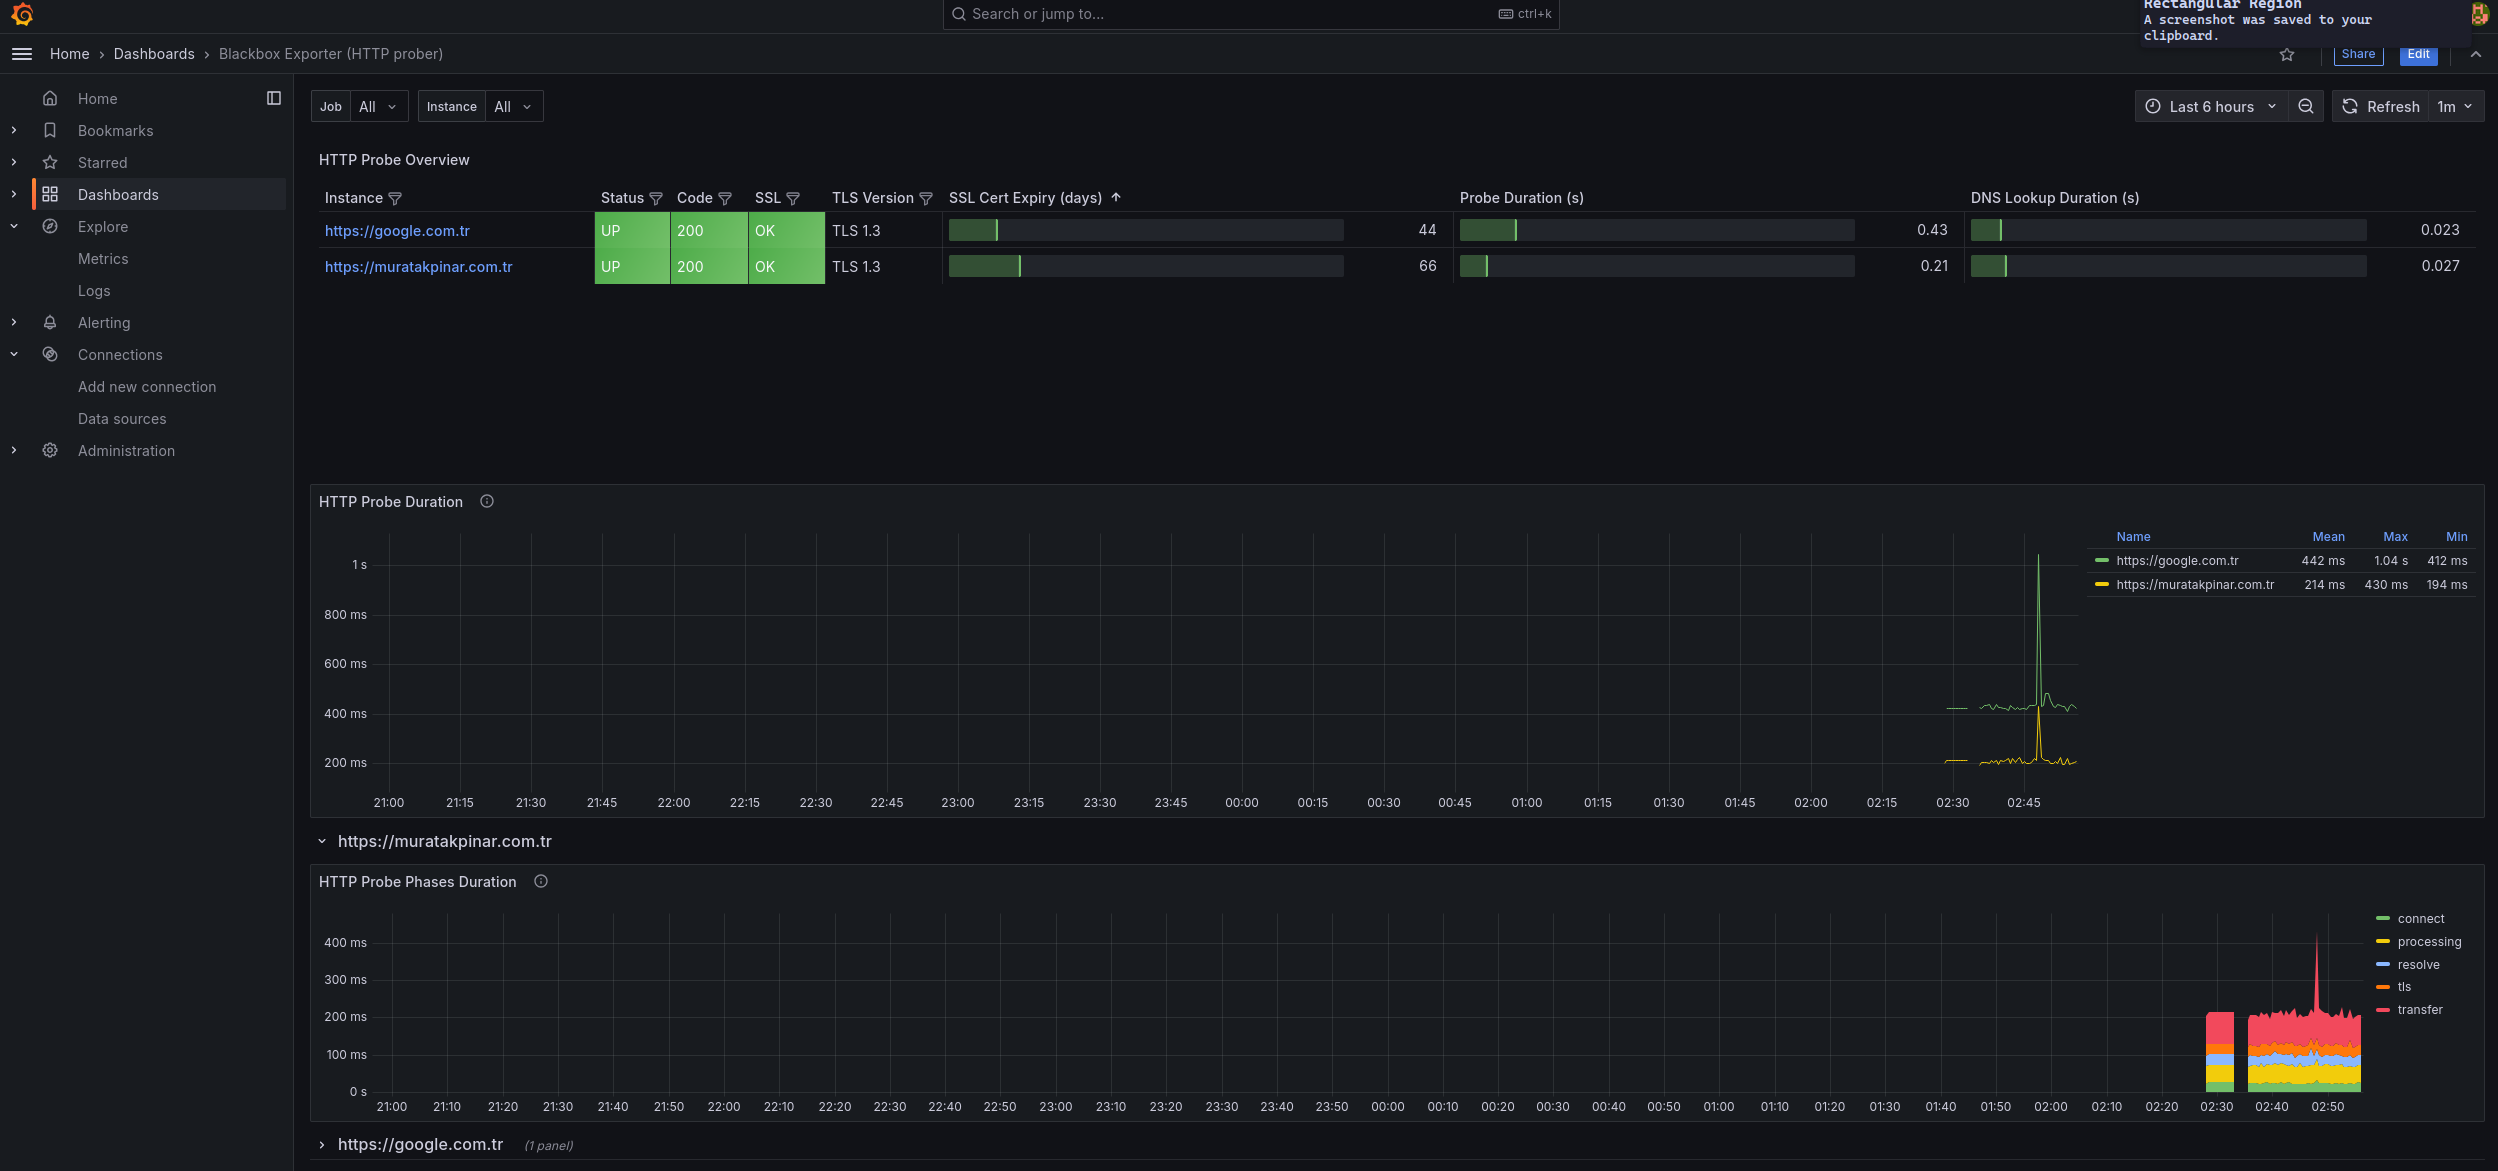 Search or jump to...
ctrl+k
Rectangular Region
A screenshot was saved to your
clipboard.
Home › Dashboards › Blackbox Exporter (HTTP prober)
Share
Edit
Home
Bookmarks
Starred
Dashboards
Explore
Metrics
Logs
Alerting
Connections
Add new connection
Data sources
Administration
Job All Instance All
Last 6 hours Refresh 1m
HTTP Probe Overview
Instance Status Code SSL TLS Version SSL Cert Expiry (days) Probe Duration (s) DNS Lookup Duration (s)
https://google.com.tr UP 200 OK TLS 1.3 44 0.43 0.023
https://muratakpinar.com.tr UP 200 OK TLS 1.3 66 0.21 0.027
HTTP Probe Duration
1 s
800 ms
600 ms
400 ms
200 ms
21:00 21:15 21:30 21:45 22:00 22:15 22:30 22:45 23:00 23:15 23:30 23:45 00:00 00:15 00:30 00:45 01:00 01:15 01:30 01:45 02:00 02:15 02:30 02:45
Name Mean Max Min
https://google.com.tr 442 ms 1.04 s 412 ms
https://muratakpinar.com.tr 214 ms 430 ms 194 ms
https://muratakpinar.com.tr
HTTP Probe Phases Duration
400 ms
300 ms
200 ms
100 ms
0 s
21:00 21:10 21:20 21:30 21:40 21:50 22:00 22:10 22:20 22:30 22:40 22:50 23:00 23:10 23:20 23:30 23:40 23:50 00:00 00:10 00:20 00:30 00:40 00:50 01:00 01:10 01:20 01:30 01:40 01:50 02:00 02:10 02:20 02:30 02:40 02:50
connect
processing
resolve
tls
transfer
https://google.com.tr (1 panel)